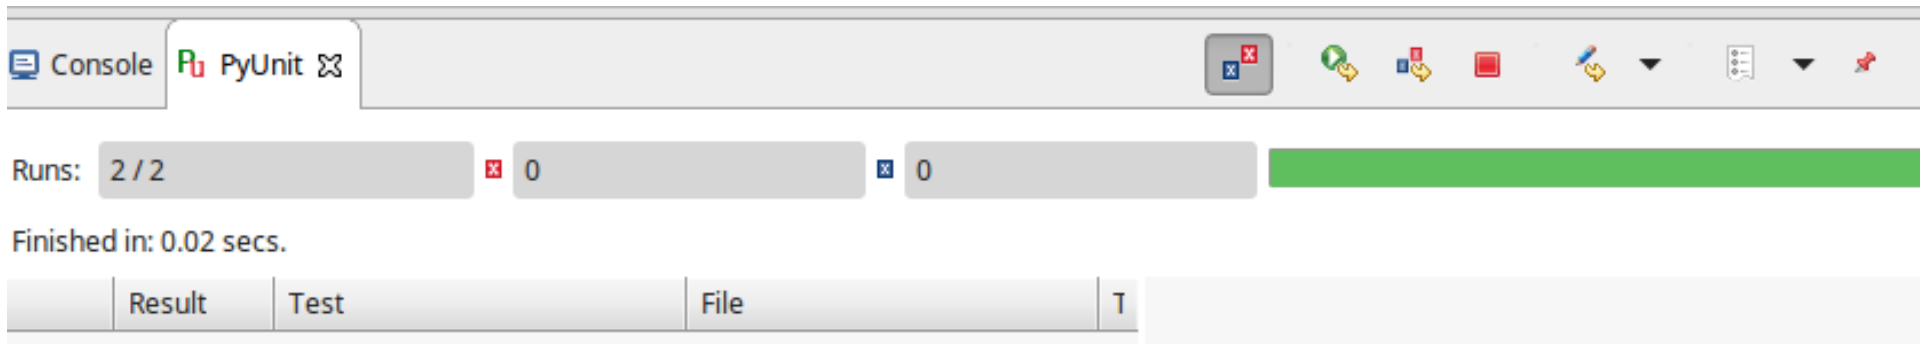 Console PyUnit
Runs: 2 / 2 0 0
Finished in: 0.02 secs.
Result Test File T